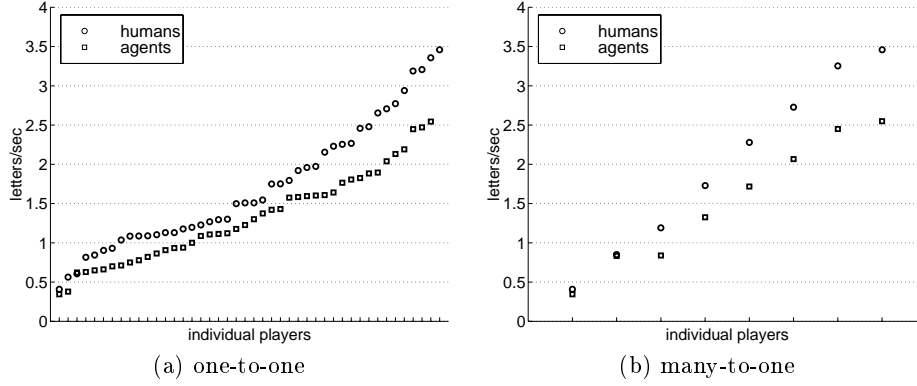 4
3.5
3
2.5
2
1.5
1
0.5
0
letters/sec
humans
agents
individual players
(a) one-to-one
4
3.5
3
2.5
2
1.5
1
0.5
0
letters/sec
humans
agents
individual players
(b) many-to-one